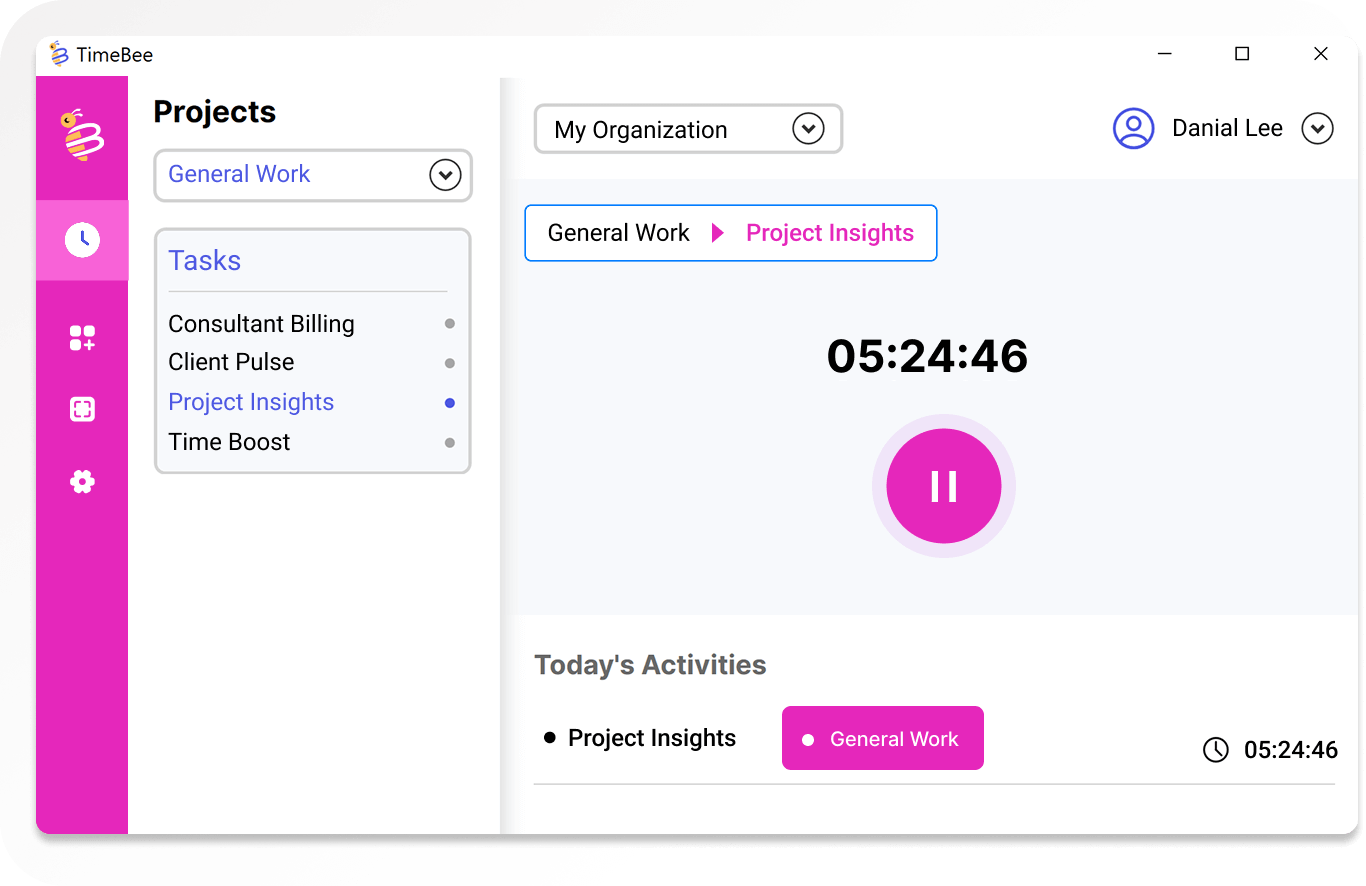 TimeBee
Projects
General Work
Tasks
Consultant Billing
Client Pulse
Project Insights
Time Boost
My Organization
Danial Lee
General Work Project Insights
05:24:46
Today's Activities
Project Insights General Work 05:24:46